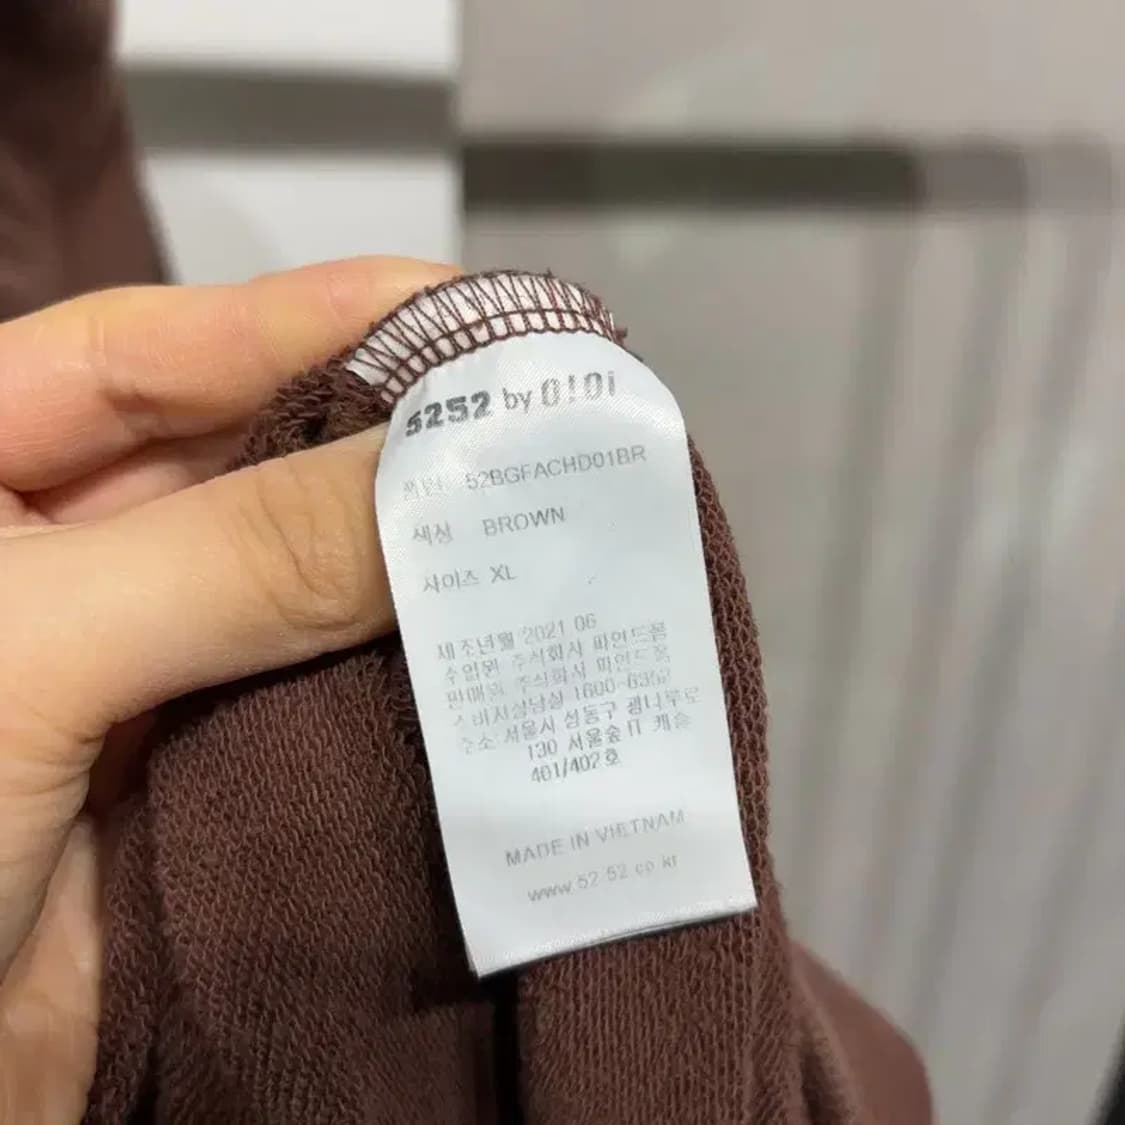 5252 by O!Oi
품번 52BGFACHD01BR
색상 BROWN
사이즈 XL
제조년월 2021 06
수입원 주식회사 파인드폼
판매원 주식회사 파인드폼
소비자상담실 1600-6352
주소 서울시 성동구 광나루로
130 서울숲 IT 캐슬
401/402호
MADE IN VIETNAM
www.52-52.co.kr